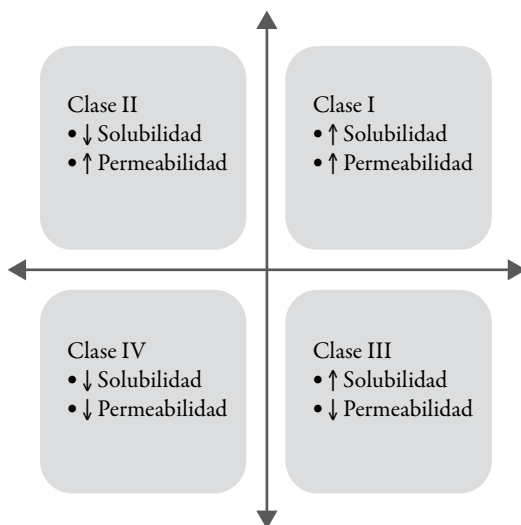 Clase II
• ↓ Solubilidad
• ↑ Permeabilidad
Clase I
• ↑ Solubilidad
• ↑ Permeabilidad
Clase IV
• ↓ Solubilidad
• ↓ Permeabilidad
Clase III
• ↑ Solubilidad
• ↓ Permeabilidad